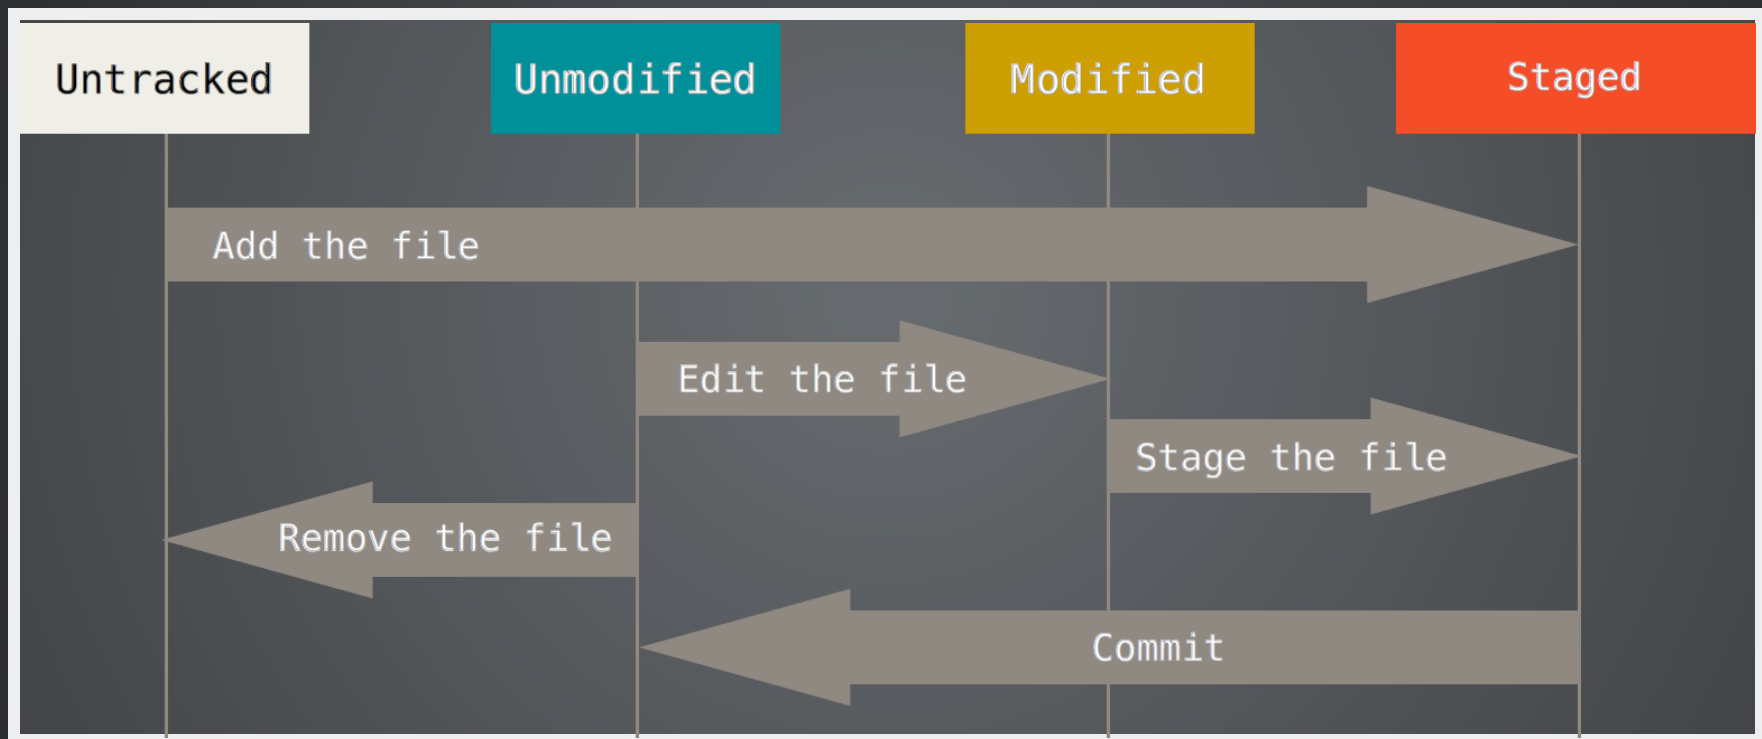 Untracked
Unmodified
Modified
Staged
Add the file
Edit the file
Stage the file
Remove the file
Commit